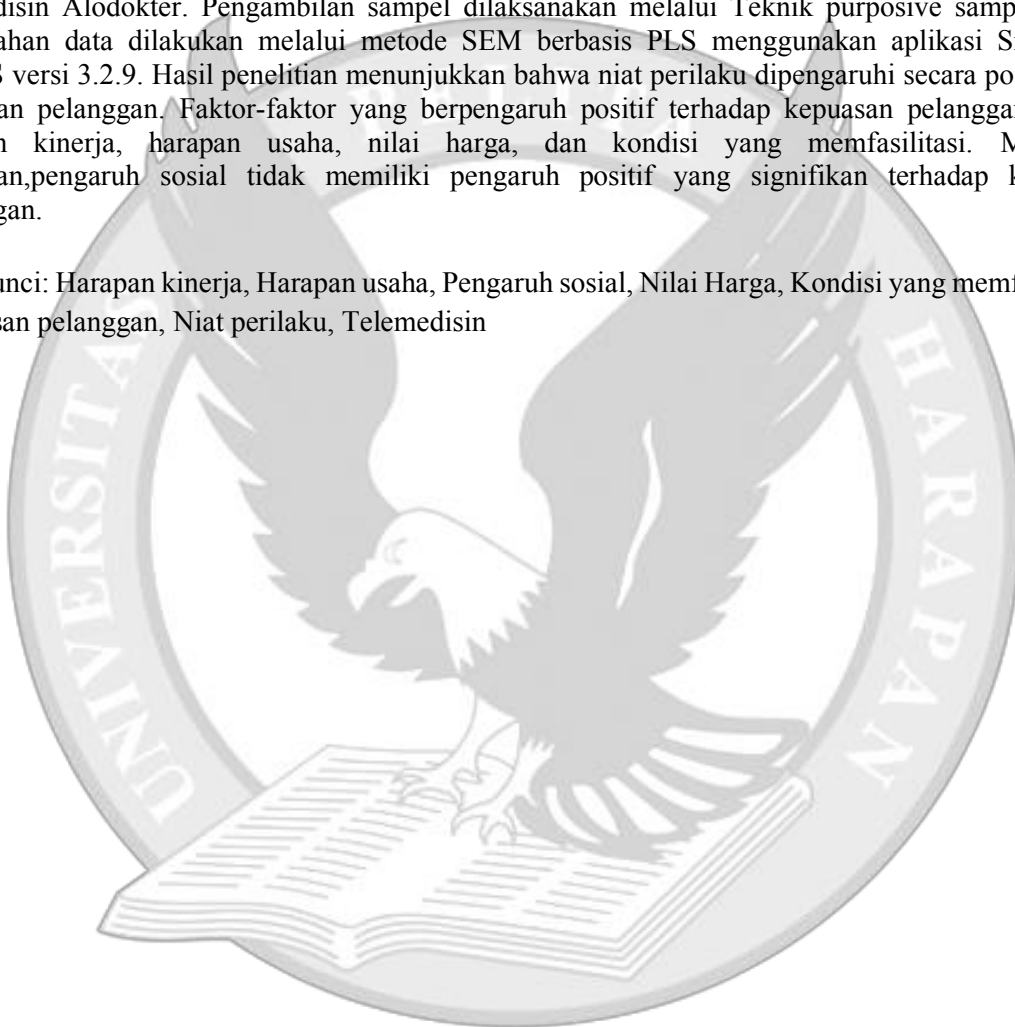 disin Alodokter. Pengambilan sampel dilaksanakan melalui Teknik purposive samp
ahan data dilakukan melalui metode SEM berbasis PLS menggunakan aplikasi
versi 3.2.9. Hasil penelitian menunjukkan bahwa niat perilaku dipengaruhi secara po
an pelanggan. Faktor-faktor yang berpengaruh positif terhadap kepuasan pelanggan
kinerja, harapan usaha, nilai harga, dan kondisi yang memfasilitasi. M
an,pengaruh sosial tidak memiliki pengaruh positif yang signifikan terhadap k
gan.
unci: Harapan kinerja, Harapan usaha, Pengaruh sosial, Nilai Harga, Kondisi yang memf
san pelanggan, Niat perilaku, Telemedisin
PELITA
UNIVERSITAS
HARAPAN